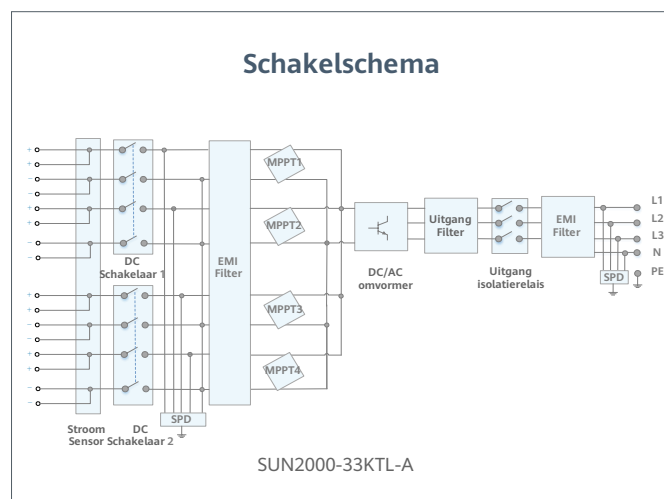 Schakelschema
+
+
−
−
+
+
−
−
DC
Schakelaar 1
+
+
−
−
+
+
−
−
Stroom
Sensor
DC
Schakelaar 2
SPD
EMI
Filter
MPPT1
MPPT2
MPPT3
MPPT4
DC/AC
omvormer
Uitgang
Filter
Uitgang
isolatierelais
EMI
Filter
SPD
L1
L2
L3
N
PE
SUN2000-33KTL-A